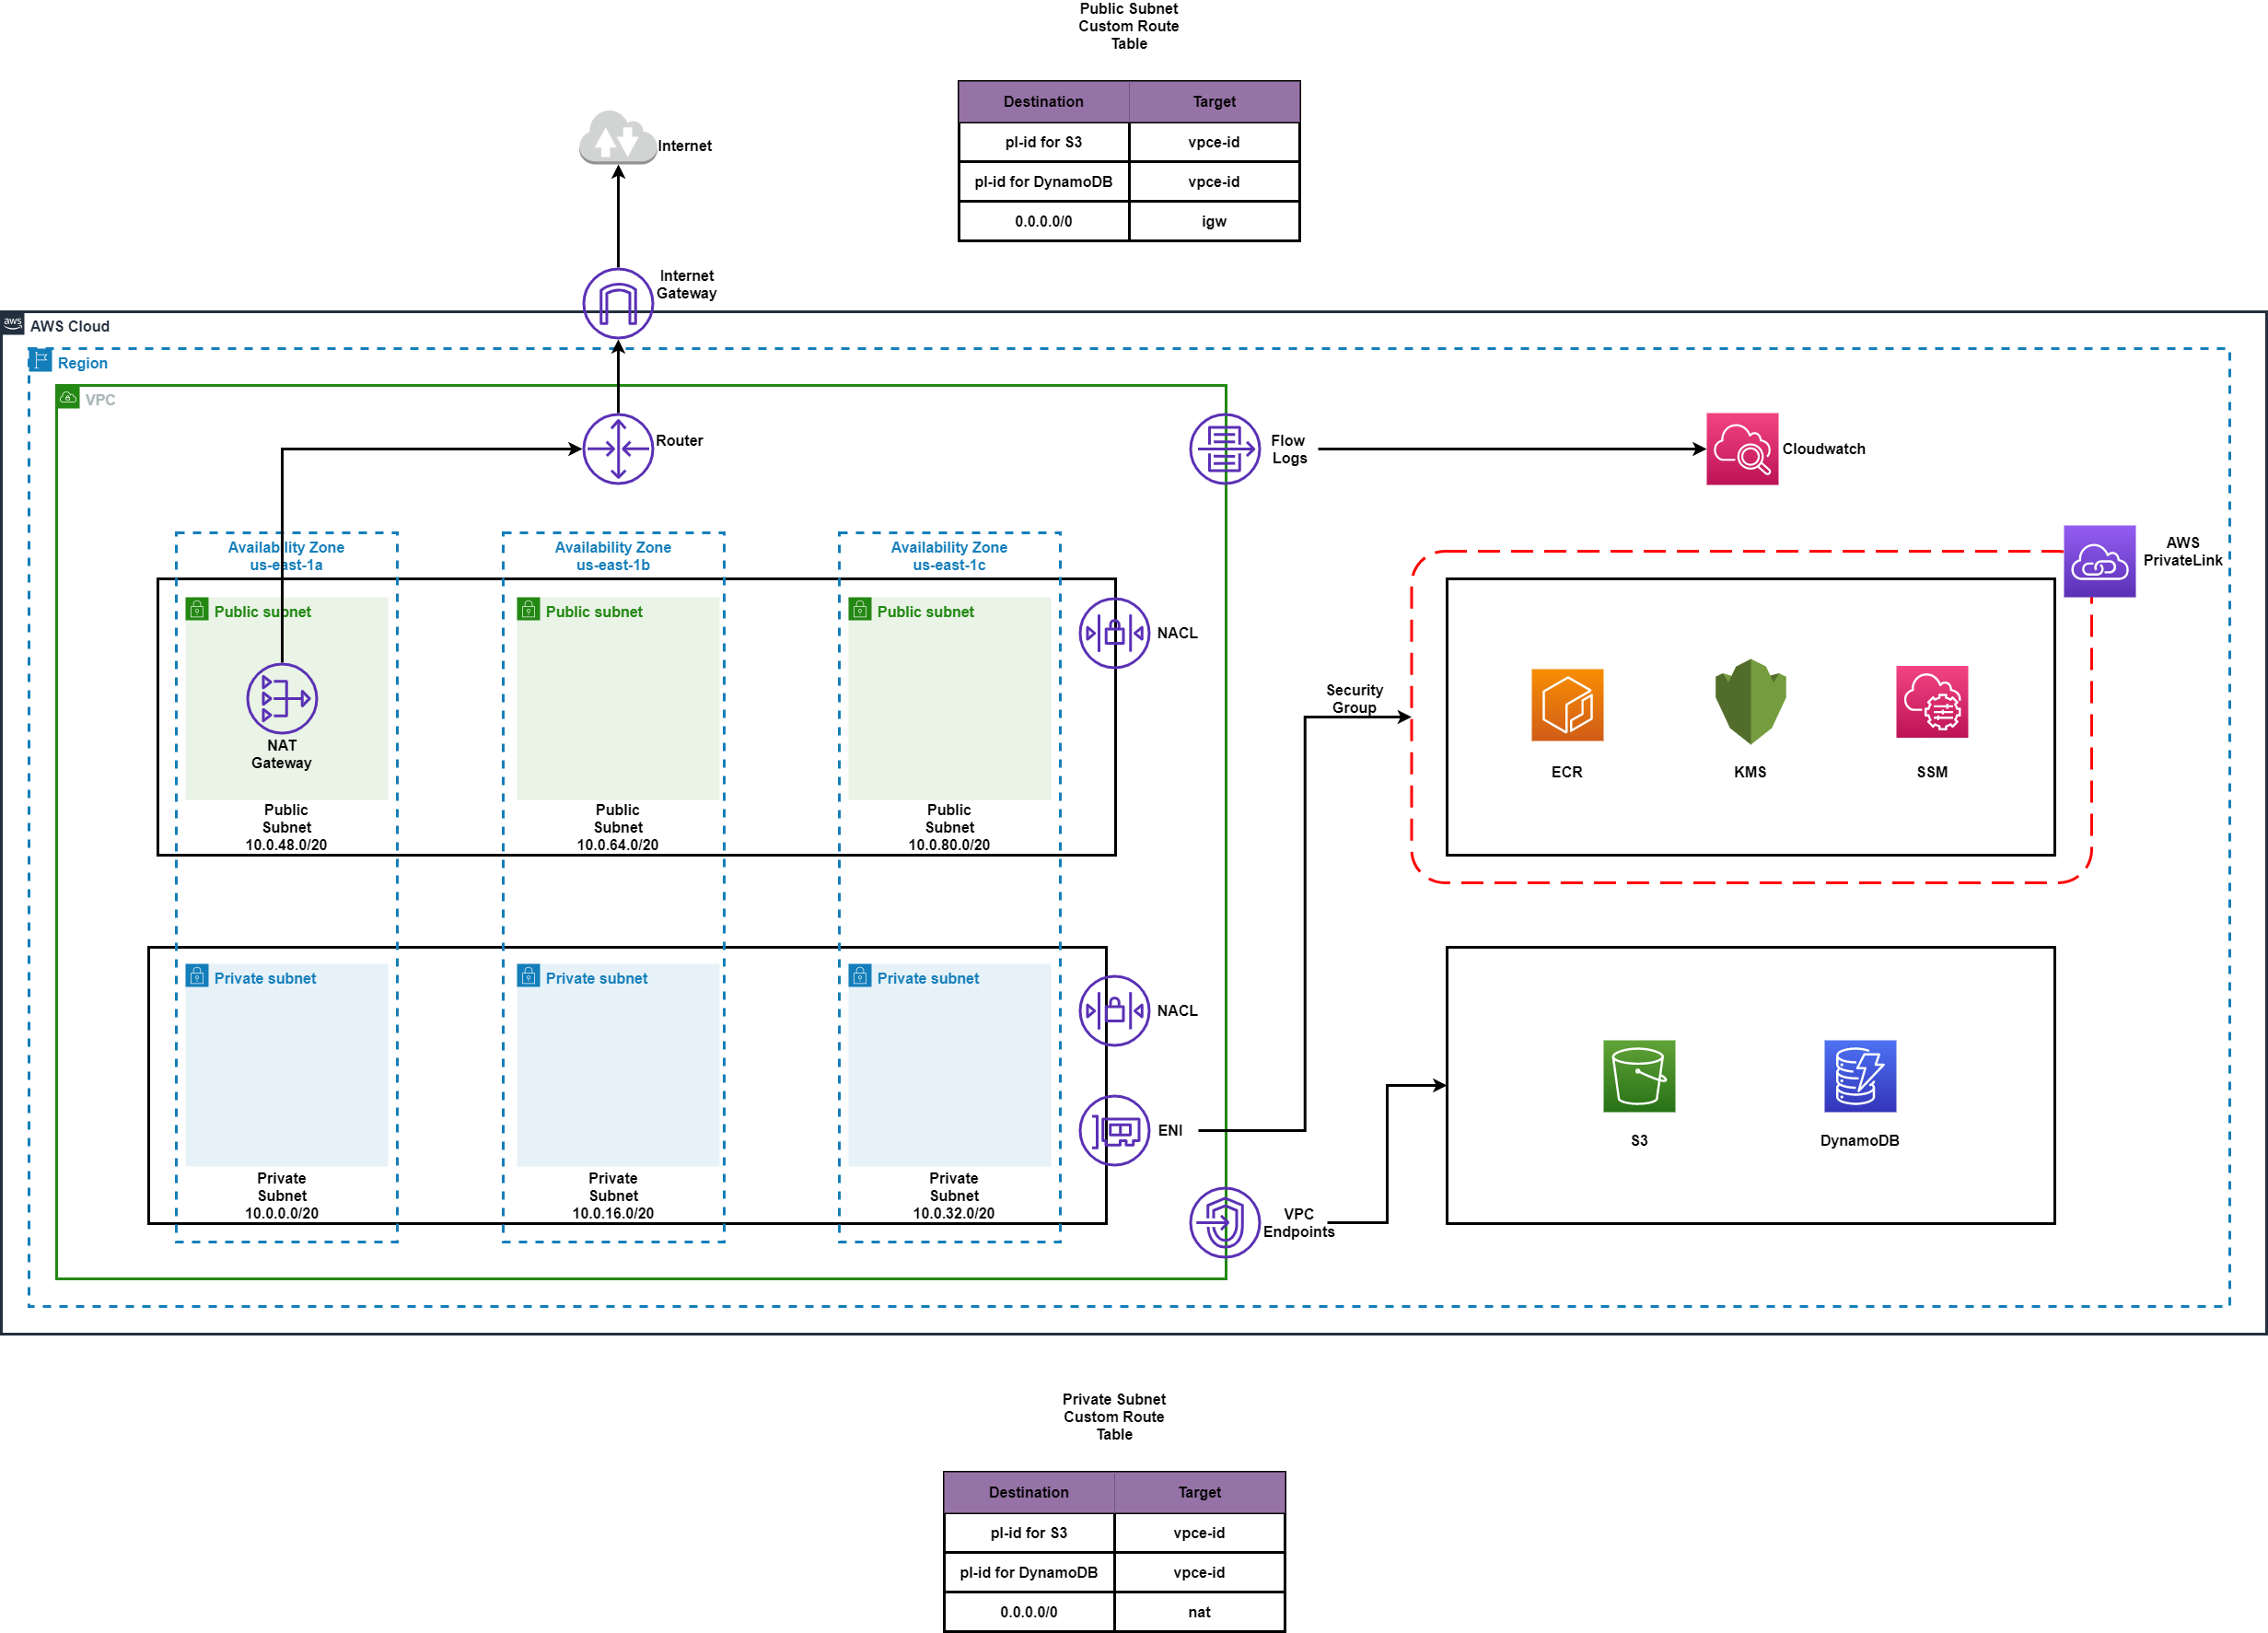 Public Subnet
Custom Route
Table
Destination
Target
pl-id for S3
vpce-id
pl-id for DynamoDB
vpce-id
0.0.0.0/0
igw
Internet
Internet
Gateway
aws
AWS Cloud
Region
VPC
Router
Flow
Logs
Cloudwatch
Availability Zone
us-east-1a
Availability Zone
us-east-1b
Availability Zone
us-east-1c
AWS
PrivateLink
Public subnet
Public subnet
Public subnet
NACL
NAT
Gateway
Security
Group
ECR
KMS
SSM
Public
Subnet
10.0.48.0/20
Public
Subnet
10.0.64.0/20
Public
Subnet
10.0.80.0/20
Private subnet
Private subnet
Private subnet
NACL
ENI
S3
DynamoDB
Private
Subnet
10.0.0.0/20
Private
Subnet
10.0.16.0/20
Private
Subnet
10.0.32.0/20
VPC
Endpoints
Private Subnet
Custom Route
Table
Destination
Target
pl-id for S3
vpce-id
pl-id for DynamoDB
vpce-id
0.0.0.0/0
nat